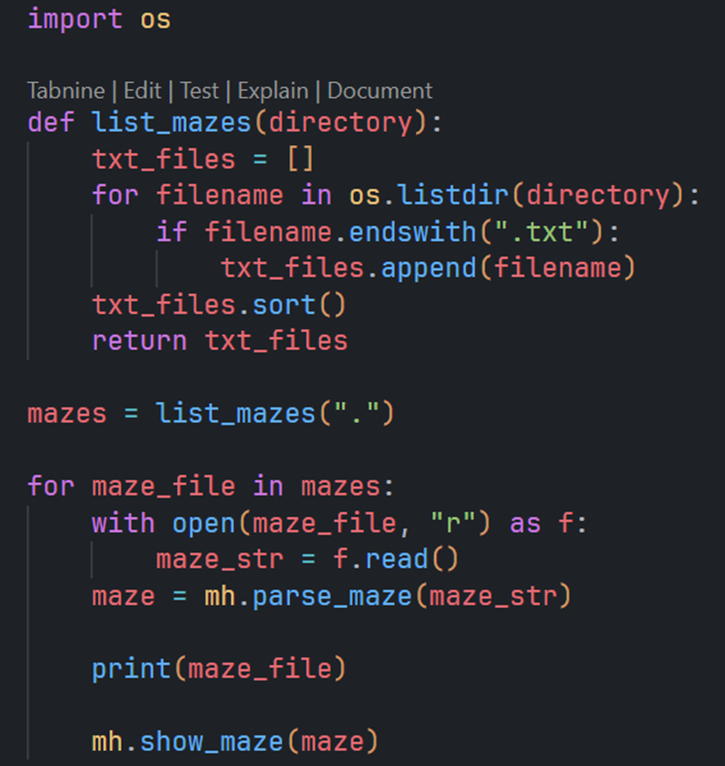 import os
Tabnine | Edit | Test | Explain | Document
def list_mazes(directory):
    txt_files = []
    for filename in os.listdir(directory):
        if filename.endswith(".txt"):
            txt_files.append(filename)
    txt_files.sort()
    return txt_files
mazes = list_mazes(".")
for maze_file in mazes:
    with open(maze_file, "r") as f:
        maze_str = f.read()
    maze = mh.parse_maze(maze_str)
    print(maze_file)
    mh.show_maze(maze)